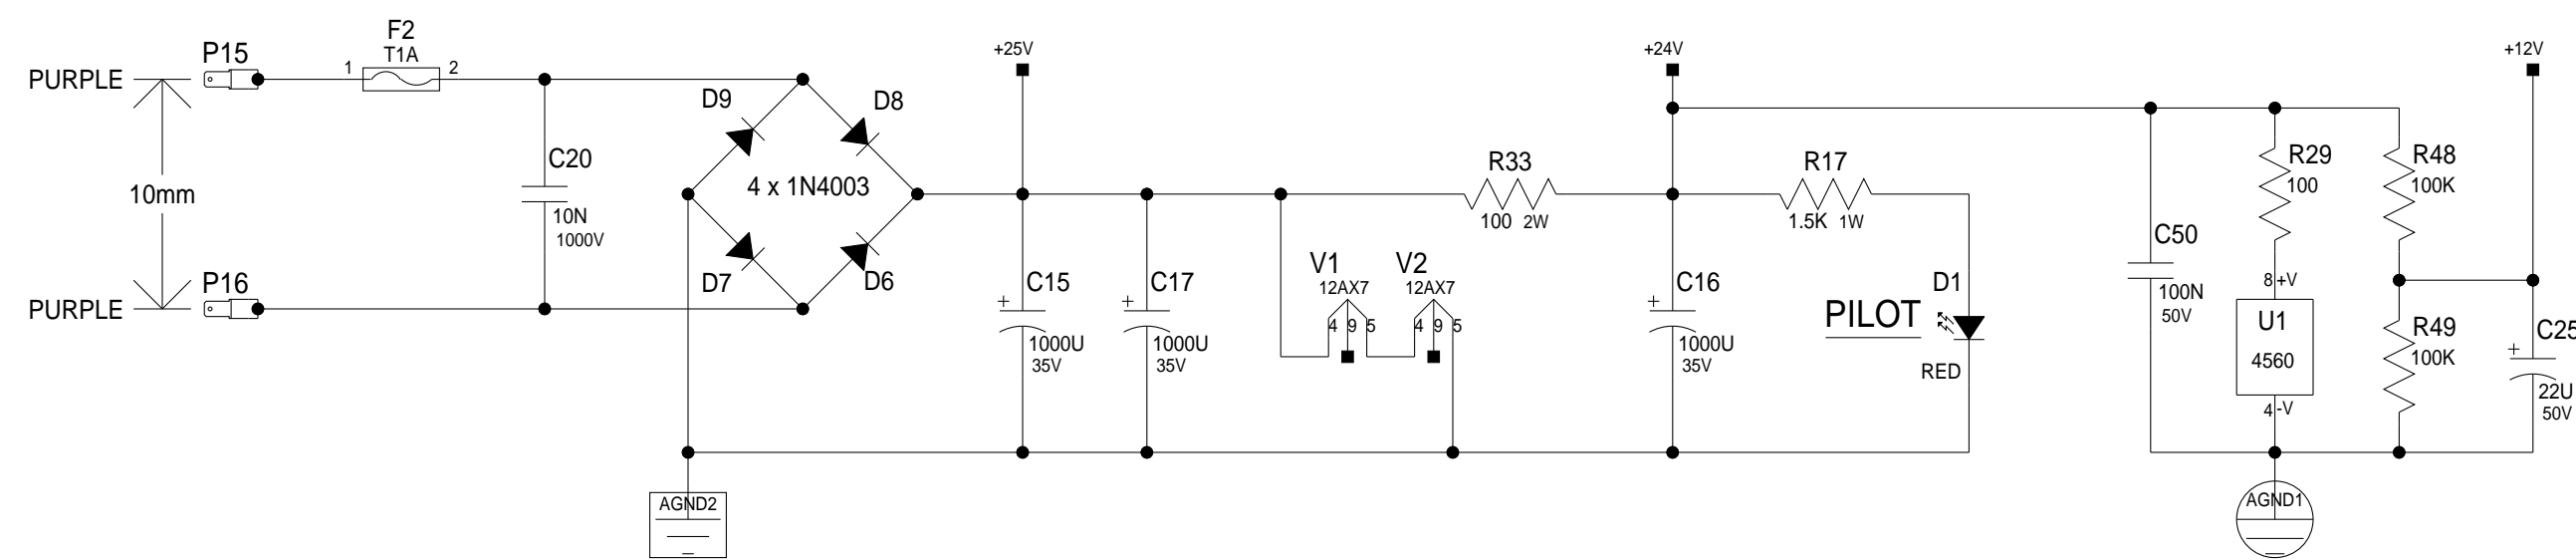 PURPLE
P15
1
F2
T1A
2
10mm
PURPLE
P16
C20
10N
1000V
D9
D8
4 x 1N4003
D7
D6
AGND2
+25V
C15
+
1000U
35V
C17
+
1000U
35V
V1
12AX7
4 9 5
V2
12AX7
4 9 5
R33
100 2W
+24V
C16
+
1000U
35V
R17
1.5K 1W
D1
PILOT
RED
C50
100N
50V
R29
100
8 +V
U1
4560
4 -V
AGND1
R48
100K
R49
100K
+12V
C25
+
22U
50V